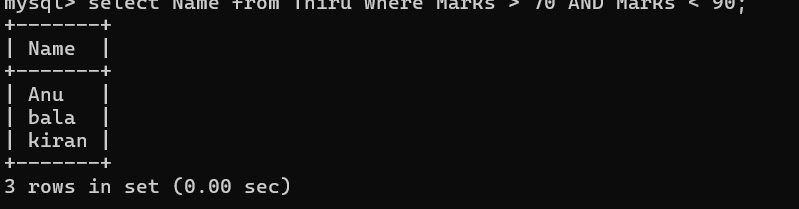 mysql> select Name from Thiru where Marks > 70 AND Marks < 90;
+-------+
| Name  |
+-------+
| Anu   |
| bala  |
| kiran |
+-------+
3 rows in set (0.00 sec)